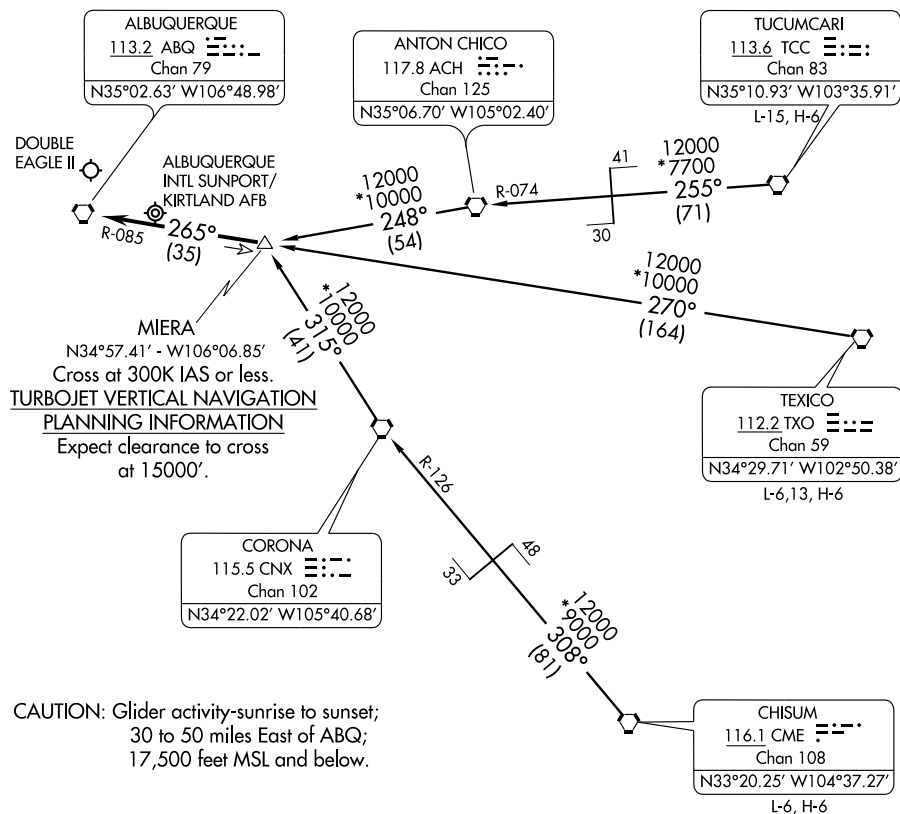 ALBUQUERQUE
113.2 ABQ
Chan 79
N35°02.63' W106°48.98'
ANTON CHICO
117.8 ACH
Chan 125
N35°06.70' W105°02.40'
TUCUMCARI
113.6 TCC
Chan 83
N35°10.93' W103°35.91'
L-15, H-6
DOUBLE
EAGLE II
ALBUQUERQUE
INTL SUNPORT/
KIRTLAND AFB
R-085
265°
(35)
12000
*10000
248°
(54)
R-074
41
30
12000
*7700
255°
(71)
12000
*10000
270°
(164)
12000
*10000
315°
(41)
MIERA
N34°57.41' - W106°06.85'
Cross at 300K IAS or less.
TURBOJET VERTICAL NAVIGATION
PLANNING INFORMATION
Expect clearance to cross
at 15000'.
TEXICO
112.2 TXO
Chan 59
N34°29.71' W102°50.38'
L-6,13, H-6
R-126
CORONA
115.5 CNX
Chan 102
N34°22.02' W105°40.68'
48
33
12000
*9000
308°
(81)
CAUTION: Glider activity-sunrise to sunset;
30 to 50 miles East of ABQ;
17,500 feet MSL and below.
CHISUM
116.1 CME
Chan 108
N33°20.25' W104°37.27'
L-6, H-6